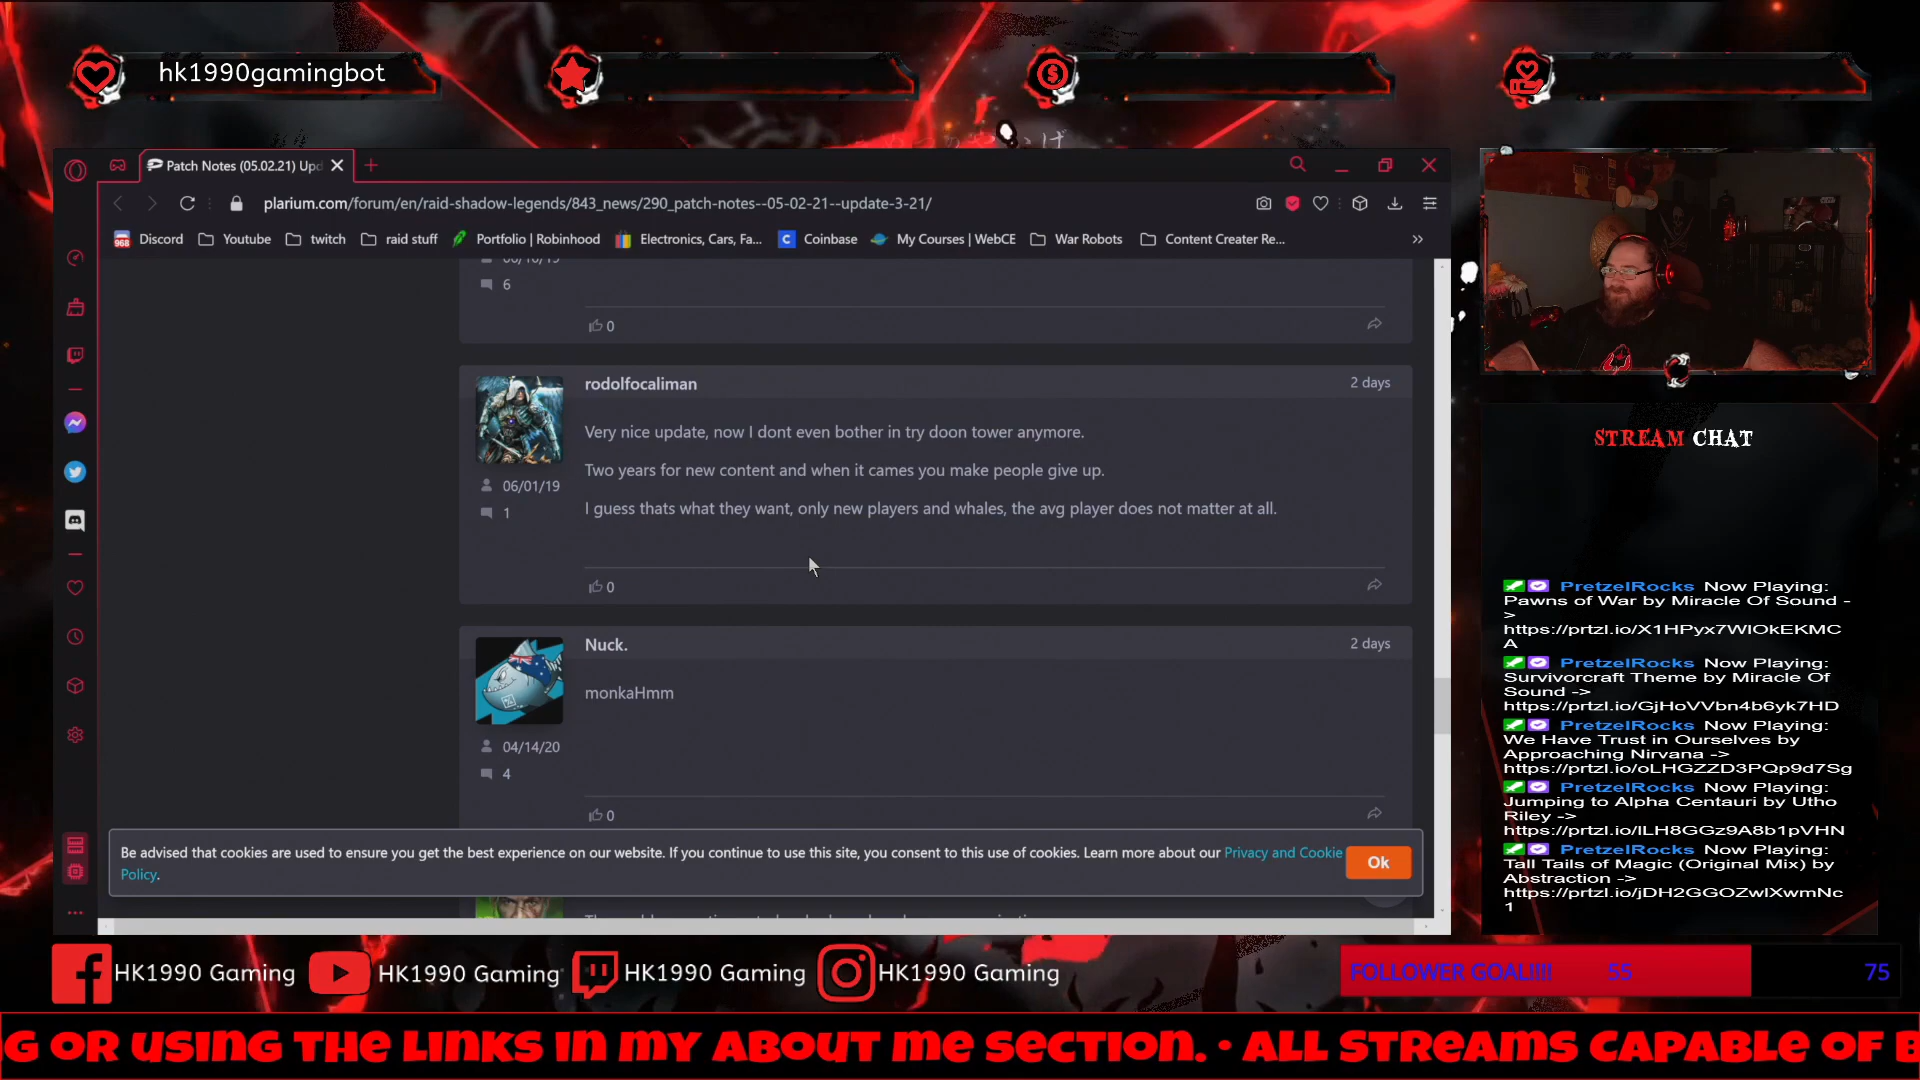 hk1990gamingbot
Patch Notes (05.02.21) Upd
plarium.com/forum/en/raid-shadow-legends/843_news/290_patch-notes--05-02-21--update-3-21/
968 Discord Youtube twitch raid stuff Portfolio | Robinhood Electronics, Cars, Fa... Coinbase My Courses | WebCE War Robots Content Creater Re... »
6
0
rodolfocaliman 2 days
Very nice update, now I dont even bother in try doon tower anymore.
Two years for new content and when it cames you make people give up.
06/01/19
I guess thats what they want, only new players and whales, the avg player does not matter at all.
1
0
Nuck. 2 days
monkaHmm
04/14/20
4
0
Be advised that cookies are used to ensure you get the best experience on our website. If you continue to use this site, you consent to this use of cookies. Learn more about our Privacy and Cookie
Policy.
Ok
STREAM CHAT
PretzelRocks Now Playing:
Pawns of War by Miracle Of Sound -
>
https://prtzl.io/X1HPyx7WIOkEKMC
A
PretzelRocks Now Playing:
Survivorcraft Theme by Miracle Of
Sound ->
https://prtzl.io/GjHoVVbn4b6yk7HD
PretzelRocks Now Playing:
We Have Trust in Ourselves by
Approaching Nirvana ->
https://prtzl.io/oLHGZZD3PQp9d7Sg
PretzelRocks Now Playing:
Jumping to Alpha Centauri by Utho
Riley ->
https://prtzl.io/ILH8GGz9A8b1pVHN
PretzelRocks Now Playing:
Tall Tails of Magic (Original Mix) by
Abstraction ->
https://prtzl.io/jDH2GGOZwIXwmNc
1
HK1990 Gaming HK1990 Gaming HK1990 Gaming HK1990 Gaming
FOLLOWER GOAL!!!! 55 75
G OR USING THE LINKS IN MY ABOUT ME SECTION. • ALL STREAMS CAPABLE OF B